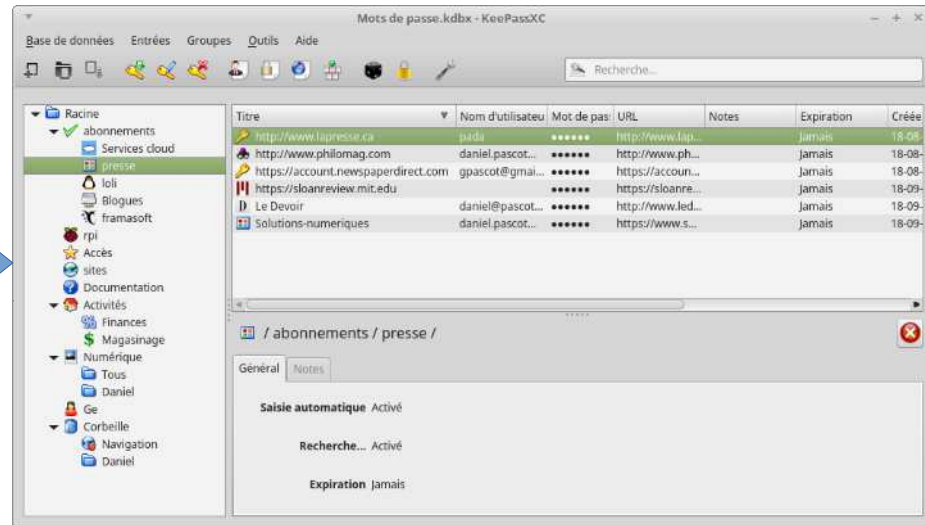 Mots de passe.kdbx - KeePassXC
Base de données Entrées Groupes Outils Aide
Recherche...
Racine
abonnements
Services cloud
presse
loli
Blogues
framasoft
rpi
Accès
sites
Documentation
Activités
Finances
Magasinage
Numérique
Tous
Daniel
Ge
Corbeille
Navigation
Daniel
Titre Nom d'utilisateu Mot de pas: URL Notes Expiration Créée
http://www.lapresse.ca pada •••••• http://www.lap... Jamais 18-08-
http://www.philomag.com daniel.pascot... •••••• http://www.ph... Jamais 18-08-
https://account.newspaperdirect.com gpascot@gmai... •••••• https://accoun... Jamais 18-08-
https://sloanreview.mit.edu •••••• https://sloanre... Jamais 18-09-
Le Devoir daniel@pascot... •••••• http://www.led... Jamais 18-09-
Solutions-numeriques daniel.pascot... •••••• https://www.s... Jamais 18-09-
/ abonnements / presse /
Général Notes
Saisie automatique Activé
Recherche... Activé
Expiration Jamais